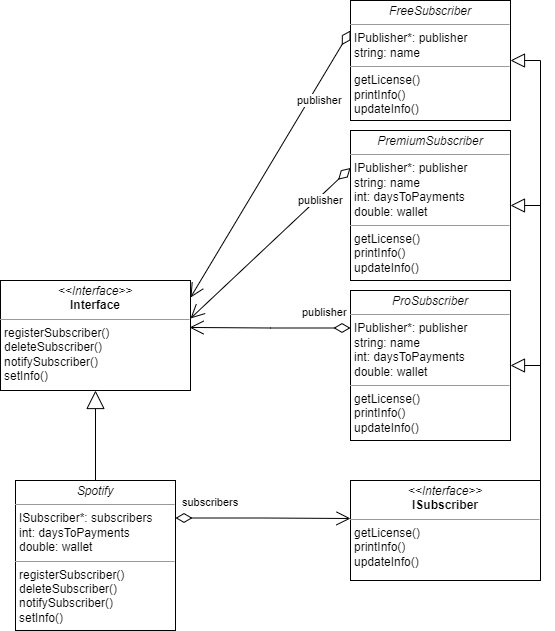 FreeSubscriber
IPublisher*: publisher
string: name
getLicense()
printInfo()
updateInfo()
publisher
PremiumSubscriber
IPublisher*: publisher
string: name
int: daysToPayments
double: wallet
getLicense()
printInfo()
updateInfo()
publisher
<<Interface>>
Interface
registerSubscriber()
deleteSubscriber()
notifySubscriber()
setInfo()
publisher
ProSubscriber
IPublisher*: publisher
string: name
int: daysToPayments
double: wallet
getLicense()
printInfo()
updateInfo()
Spotify
ISubscriber*: subscribers
int: daysToPayments
double: wallet
registerSubscriber()
deleteSubscriber()
notifySubscriber()
setInfo()
subscribers
<<Interface>>
ISubscriber
getLicense()
printInfo()
updateInfo()